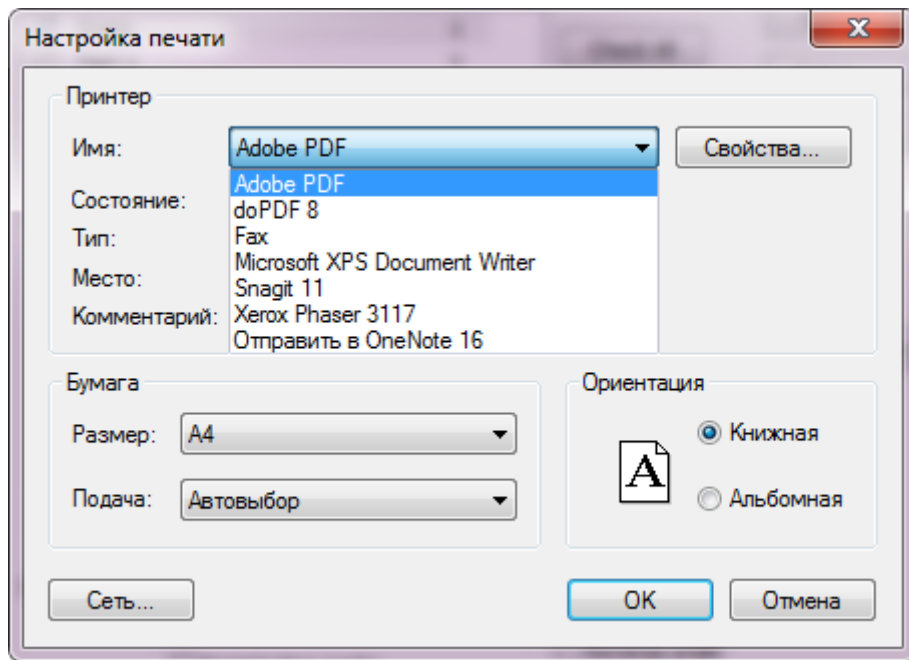 Настройка печати
Принтер
Имя:
Adobe PDF
Свойства...
Adobe PDF
doPDF 8
Fax
Microsoft XPS Document Writer
Snagit 11
Xerox Phaser 3117
Отправить в OneNote 16
Состояние:
Тип:
Место:
Комментарий:
Бумага
Размер:
A4
Подача:
Автовыбор
Ориентация
A
Книжная
Альбомная
Сеть...
OK
Отмена